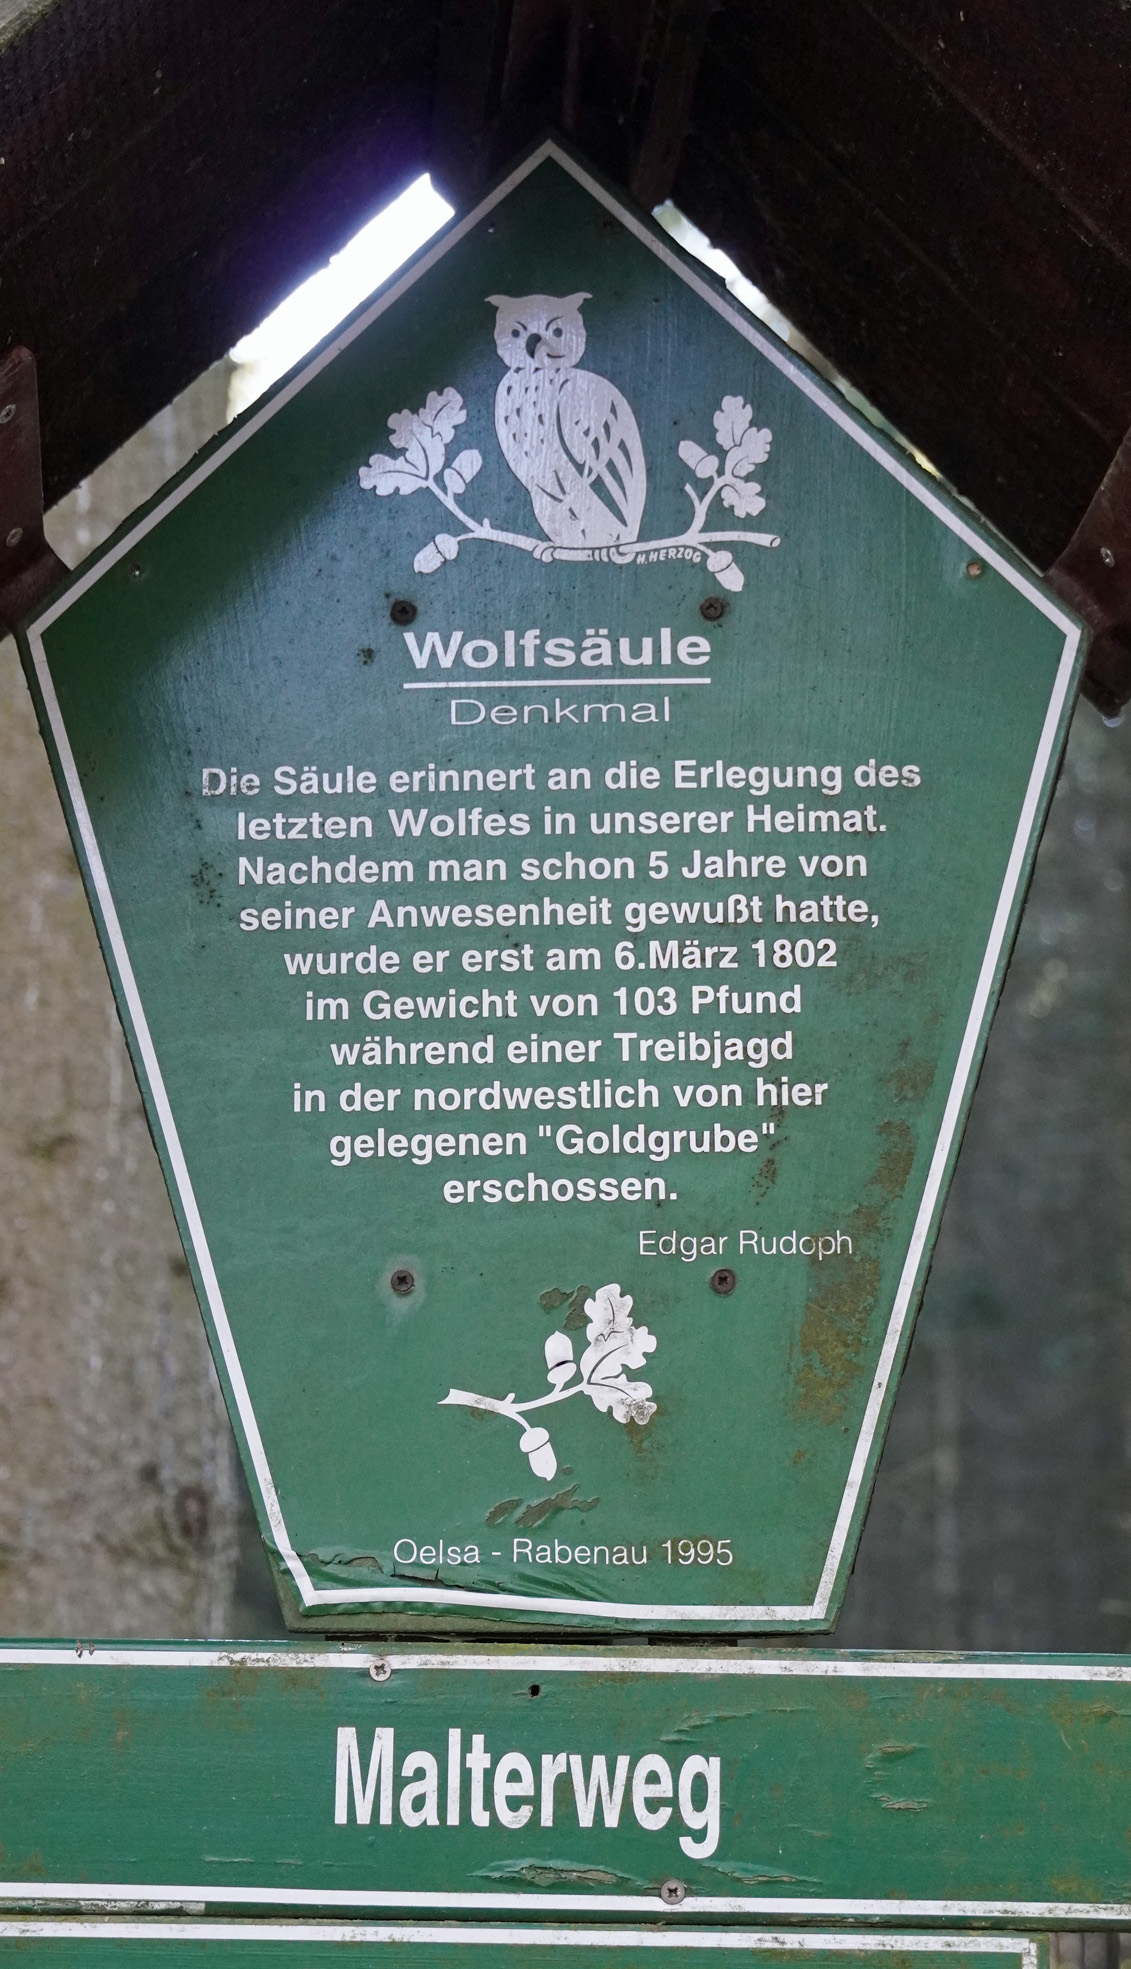 H. HERZOG
Wolfsäule
Denkmal
Die Säule erinnert an die Erlegung des
letzten Wolfes in unserer Heimat.
Nachdem man schon 5 Jahre von
seiner Anwesenheit gewußt hatte,
wurde er erst am 6.März 1802
im Gewicht von 103 Pfund
während einer Treibjagd
in der nordwestlich von hier
gelegenen "Goldgrube"
erschossen.
Edgar Rudoph
Oelsa - Rabenau 1995
Malterweg